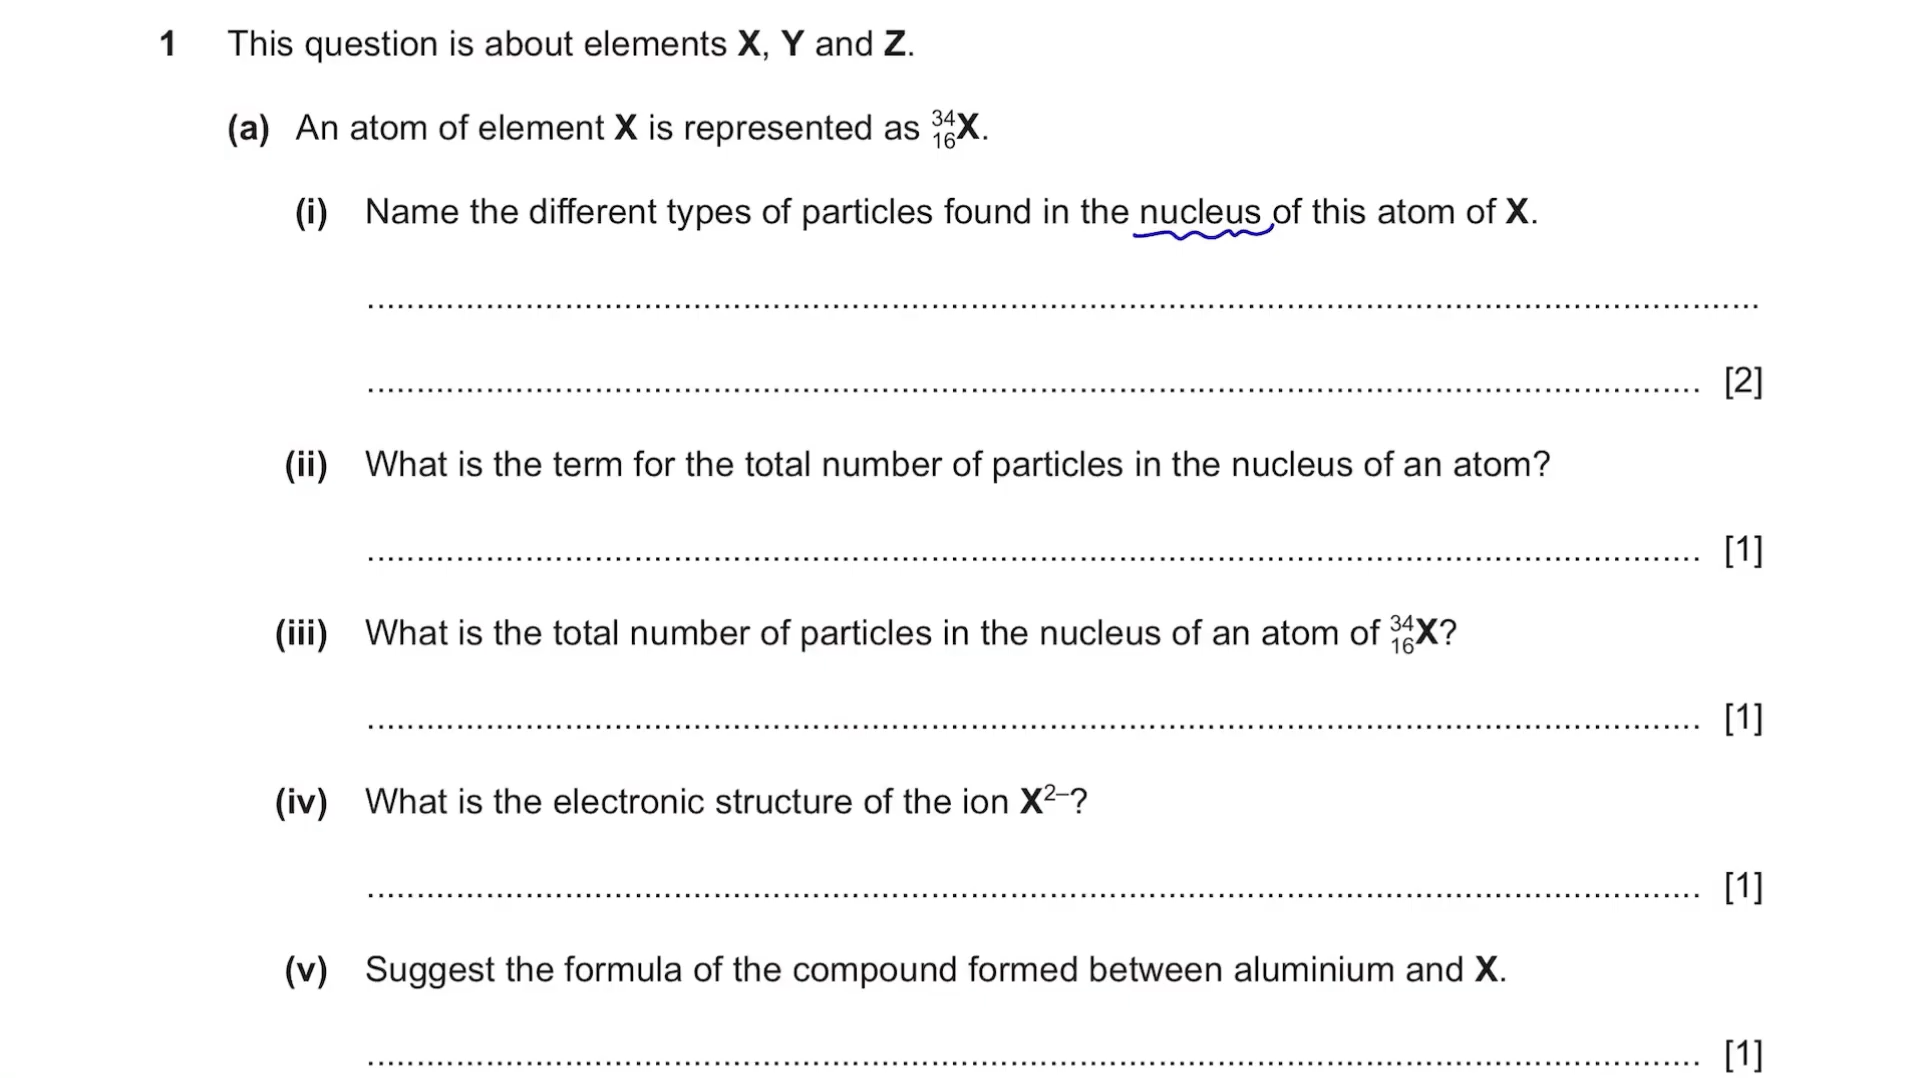 1 This question is about elements X, Y and Z.
(a) An atom of element X is represented as ³⁴₁₆X.
(i) Name the different types of particles found in the nucleus of this atom of X.
..........................................................................................
.......................................................................................... [2]
(ii) What is the term for the total number of particles in the nucleus of an atom?
.......................................................................................... [1]
(iii) What is the total number of particles in the nucleus of an atom of ³⁴₁₆X?
.......................................................................................... [1]
(iv) What is the electronic structure of the ion X²⁻?
.......................................................................................... [1]
(v) Suggest the formula of the compound formed between aluminium and X.
.......................................................................................... [1]